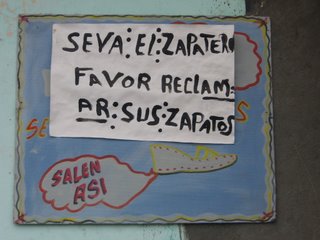 SEVA:EL:ZAPATERO
FAVOR RECLAM-
AR:SUS:ZAPATOS
SALEN
ASI